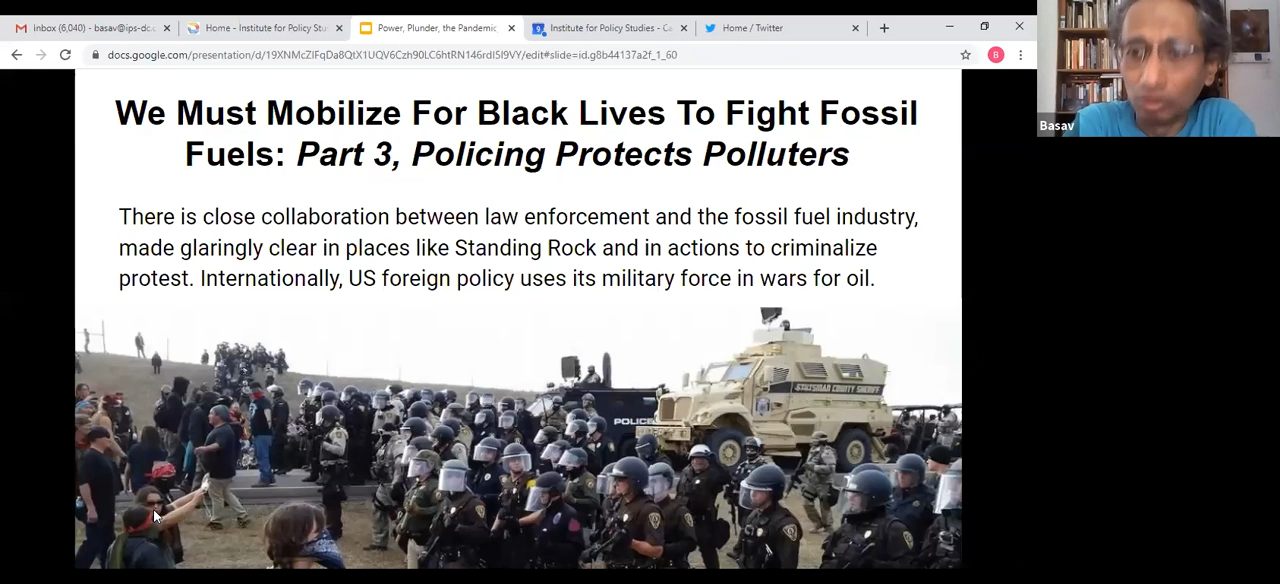 Inbox (6,040) - basav@ips-dc.o
Home - Institute for Policy Stu
Power, Plunder, the Pandemic,
Institute for Policy Studies - Ca
Home / Twitter
docs.google.com/presentation/d/19XNMcZIFqDa8QtX1UQV6Czh90LC6htRN146rdI5I9VY/edit#slide=id.g8b44137a2f_1_60
B
Basav
We Must Mobilize For Black Lives To Fight Fossil
Fuels: Part 3, Policing Protects Polluters
There is close collaboration between law enforcement and the fossil fuel industry,
made glaringly clear in places like Standing Rock and in actions to criminalize
protest. Internationally, US foreign policy uses its military force in wars for oil.
POLICE
STUTSMAN COUNTY SHERIFF